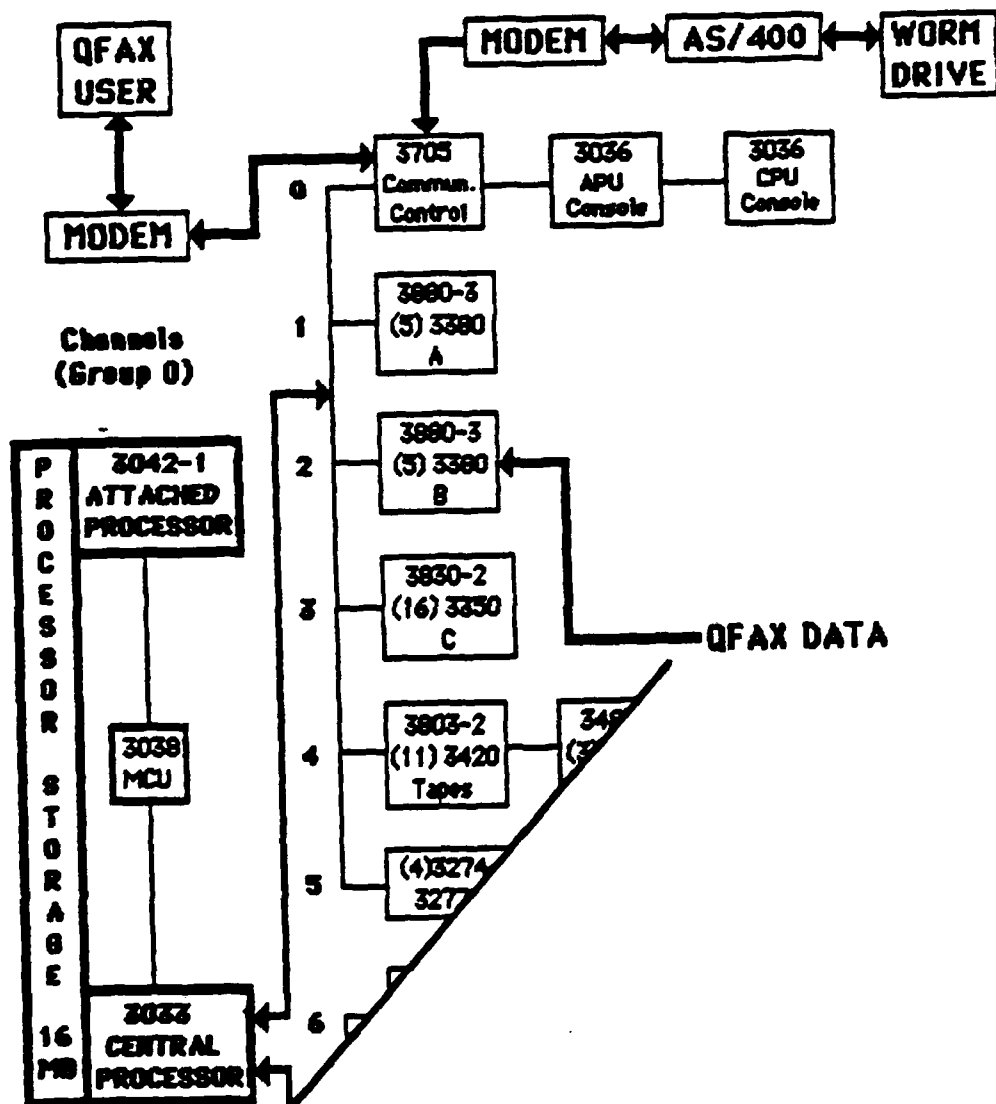 QFAX
USER
MODEM
AS/400
WORM
DRIVE
MODEM
0
3705
Commun.
Control
3036
APU
Console
3036
CPU
Console
Channels
(Group 0)
1
3880-3
(5) 3380
A
2
3880-3
(5) 3380
B
3
3830-2
(16) 3350
C
QFAX DATA
4
3803-2
(11) 3420
Tapes
5
(4)3274
3277
6
PROCESSOR STORAGE 16 MB
3042-1
ATTACHED
PROCESSOR
3038
MCU
3033
CENTRAL
PROCESSOR